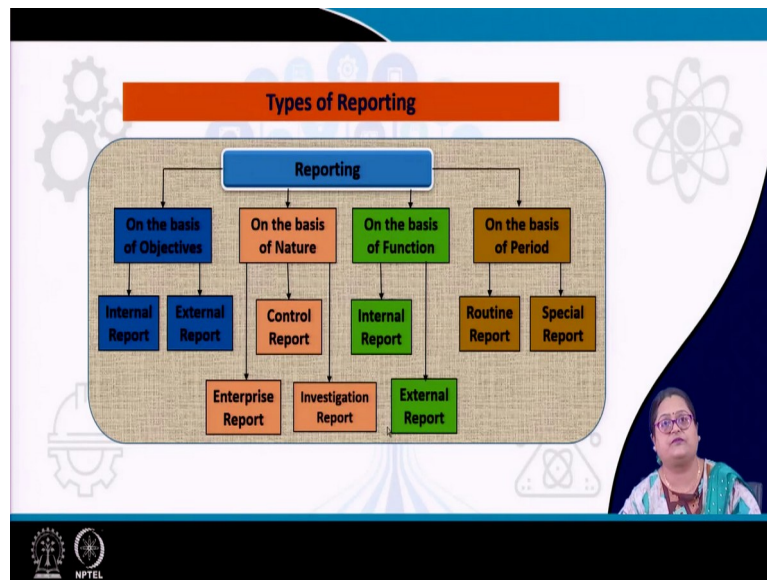 Types of Reporting
Reporting
On the basis
of Objectives
On the basis
of Nature
On the basis
of Function
On the basis
of Period
Internal
Report
External
Report
Control
Report
Internal
Report
Routine
Report
Special
Report
Enterprise
Report
Investigation
Report
External
Report
NPTEL